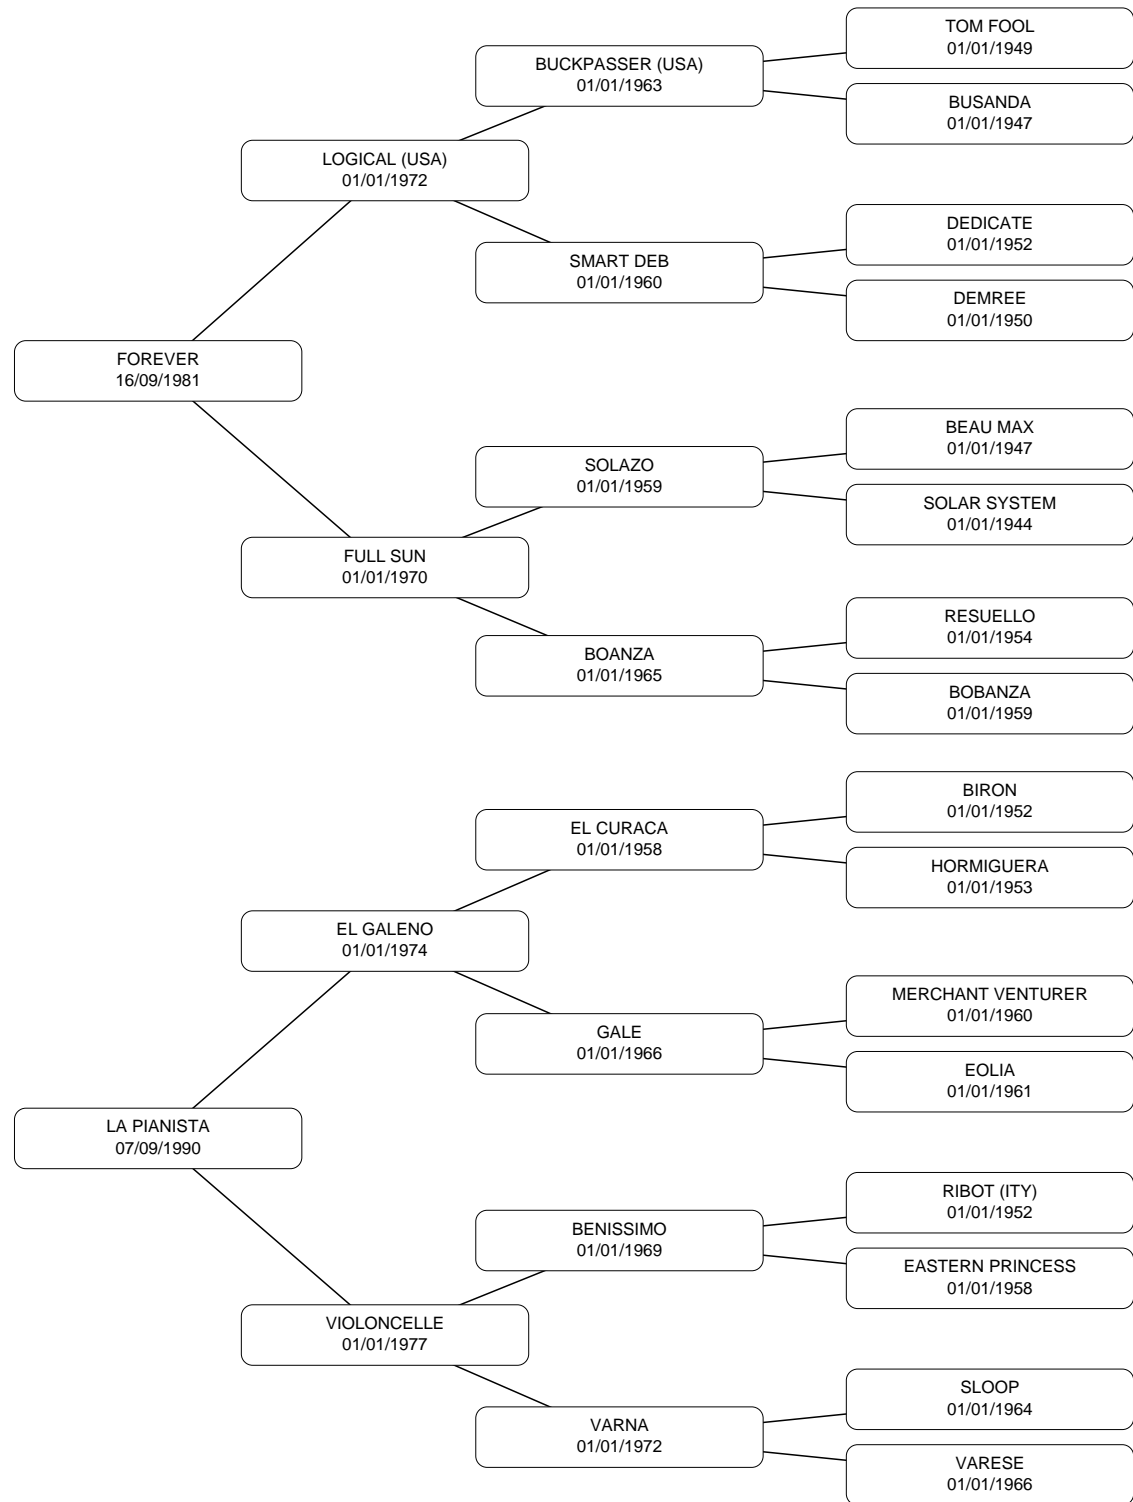 TOM FOOL
01/01/1949
BUCKPASSER (USA)
01/01/1963
BUSANDA
01/01/1947
LOGICAL (USA)
01/01/1972
DEDICATE
01/01/1952
SMART DEB
01/01/1960
DEMREE
01/01/1950
FOREVER
16/09/1981
BEAU MAX
01/01/1947
SOLAZO
01/01/1959
SOLAR SYSTEM
01/01/1944
FULL SUN
01/01/1970
RESUELLO
01/01/1954
BOANZA
01/01/1965
BOBANZA
01/01/1959
BIRON
01/01/1952
EL CURACA
01/01/1958
HORMIGUERA
01/01/1953
EL GALENO
01/01/1974
MERCHANT VENTURER
01/01/1960
GALE
01/01/1966
EOLIA
01/01/1961
LA PIANISTA
07/09/1990
RIBOT (ITY)
01/01/1952
BENISSIMO
01/01/1969
EASTERN PRINCESS
01/01/1958
VIOLONCELLE
01/01/1977
SLOOP
01/01/1964
VARNA
01/01/1972
VARESE
01/01/1966